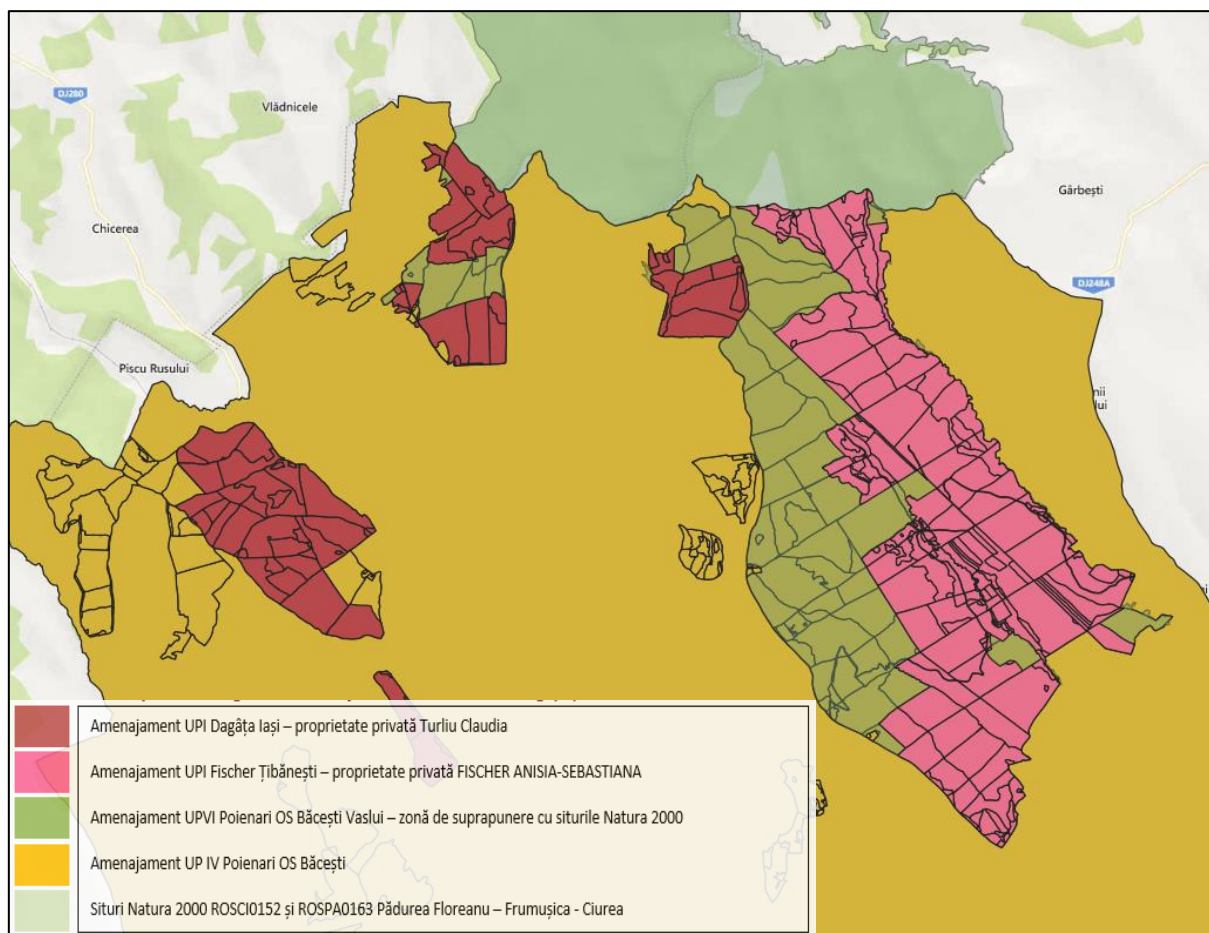 DJ280
Vlădnicele
Gârbești
Chicerea
DJ248A
Piscu Rusului
Amenajament UPI Dagâța Iași – proprietate privată Turliu Claudia
Amenajament UPI Fischer Țibănești – proprietate privată FISCHER ANISIA-SEBASTIANA
Amenajament UPVI Poienari OS Băcești Vaslui – zonă de suprapunere cu siturile Natura 2000
Amenajament UP IV Poienari OS Băcești
Situri Natura 2000 ROSCI0152 și ROSPA0163 Pădurea Floreanu – Frumușica - Ciurea